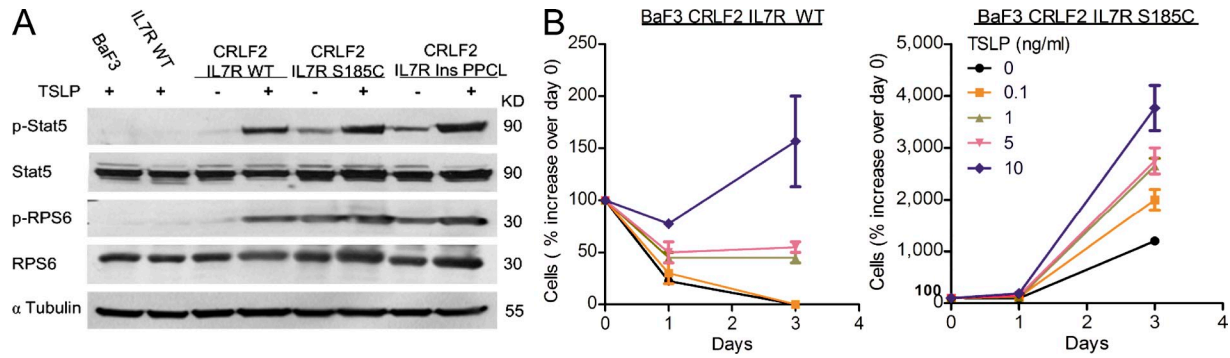 A
BaF3
IL7R WT
CRLF2
IL7R WT
CRLF2
IL7R S185C
CRLF2
IL7R Ins PPCL
TSLP + + - + - + - + KD
p-Stat5 90
Stat5 90
p-RPS6 30
RPS6 30
α Tubulin 55
B
BaF3 CRLF2 IL7R WT
Cells ( % increase over day 0)
250
200
150
100
50
0
0 1 2 3 4
Days
BaF3 CRLF2 IL7R S185C
Cells (% increase over day 0)
5,000
4,000
3,000
2,000
1,000
100
0
TSLP (ng/ml)
0
0.1
1
5
10
0 1 2 3 4
Days